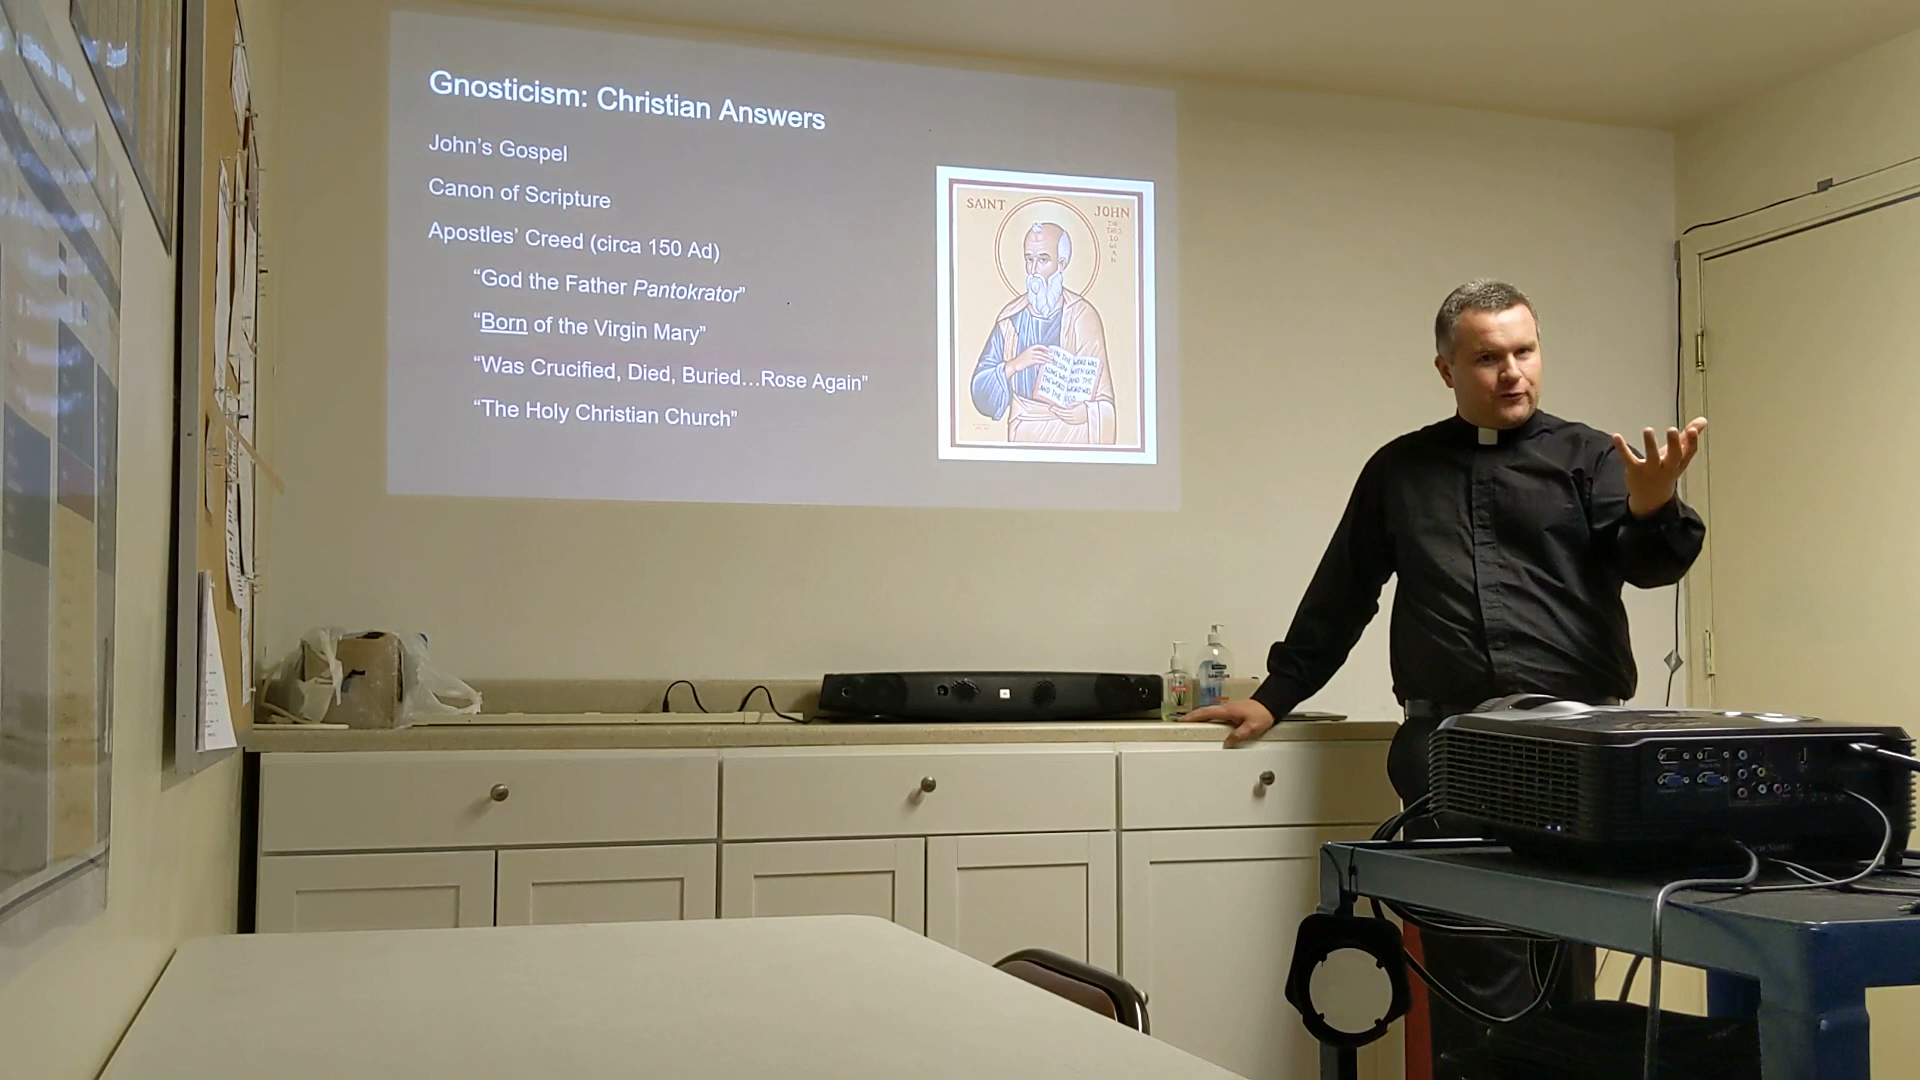 Gnosticism: Christian Answers
John's Gospel
Canon of Scripture
Apostles' Creed (circa 150 Ad)
"God the Father Pantokrator"
"Born of the Virgin Mary"
"Was Crucified, Died, Buried...Rose Again"
"The Holy Christian Church"
SAINT JOHN